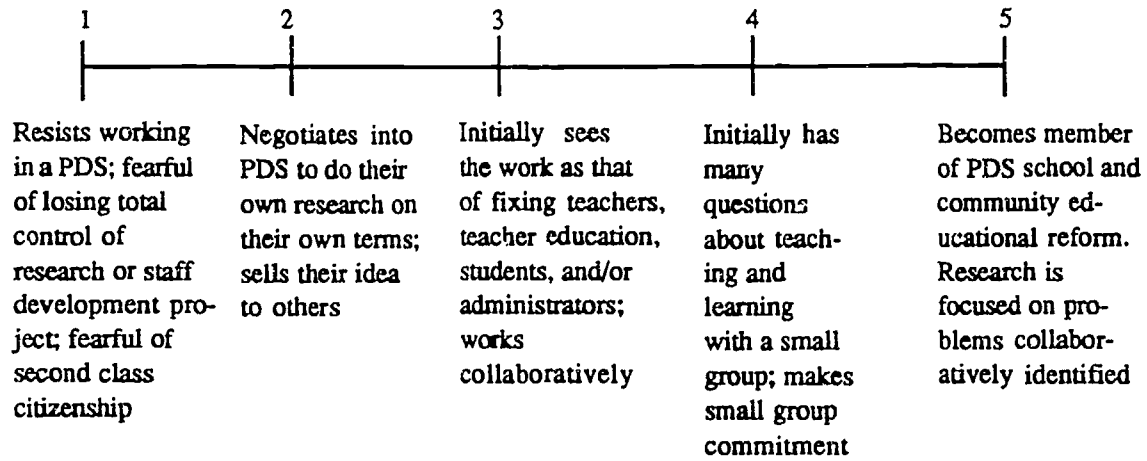 1 2 3 4 5
Resists working
in a PDS; fearful
of losing total
control of
research or staff
development pro-
ject; fearful of
second class
citizenship
Negotiates into
PDS to do their
own research on
their own terms;
sells their idea
to others
Initially sees
the work as that
of fixing teachers,
teacher education,
students, and/or
administrators;
works
collaboratively
Initially has
many
questions
about teach-
ing and
learning
with a small
group; makes
small group
commitment
Becomes member
of PDS school and
community ed-
ucational reform.
Research is
focused on pro-
blems collabor-
atively identified